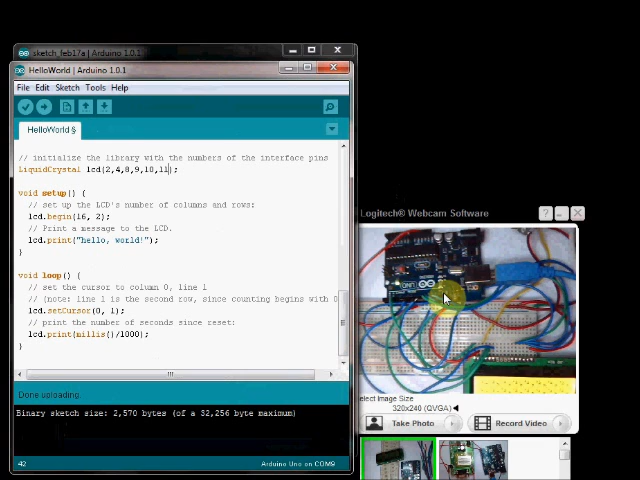 sketch_feb17a | Arduino 1.0.1
HelloWorld | Arduino 1.0.1
File Edit Sketch Tools Help
HelloWorld §
// initialize the library with the numbers of the interface pins
LiquidCrystal lcd(2,4,8,9,10,11);
void setup() {
// set up the LCD's number of columns and rows:
lcd.begin(16, 2);
// Print a message to the LCD.
lcd.print("hello, world!");
}
void loop() {
// set the cursor to column 0, line 1
// (note: line 1 is the second row, since counting begins with 0
lcd.setCursor(0, 1);
// print the number of seconds since reset:
lcd.print(millis()/1000);
}
Done uploading.
Binary sketch size: 2,570 bytes (of a 32,256 byte maximum)
42
Arduino Uno on COM9
Logitech® Webcam Software
elect Image Size
320x240 (QVGA)
Take Photo
Record Video